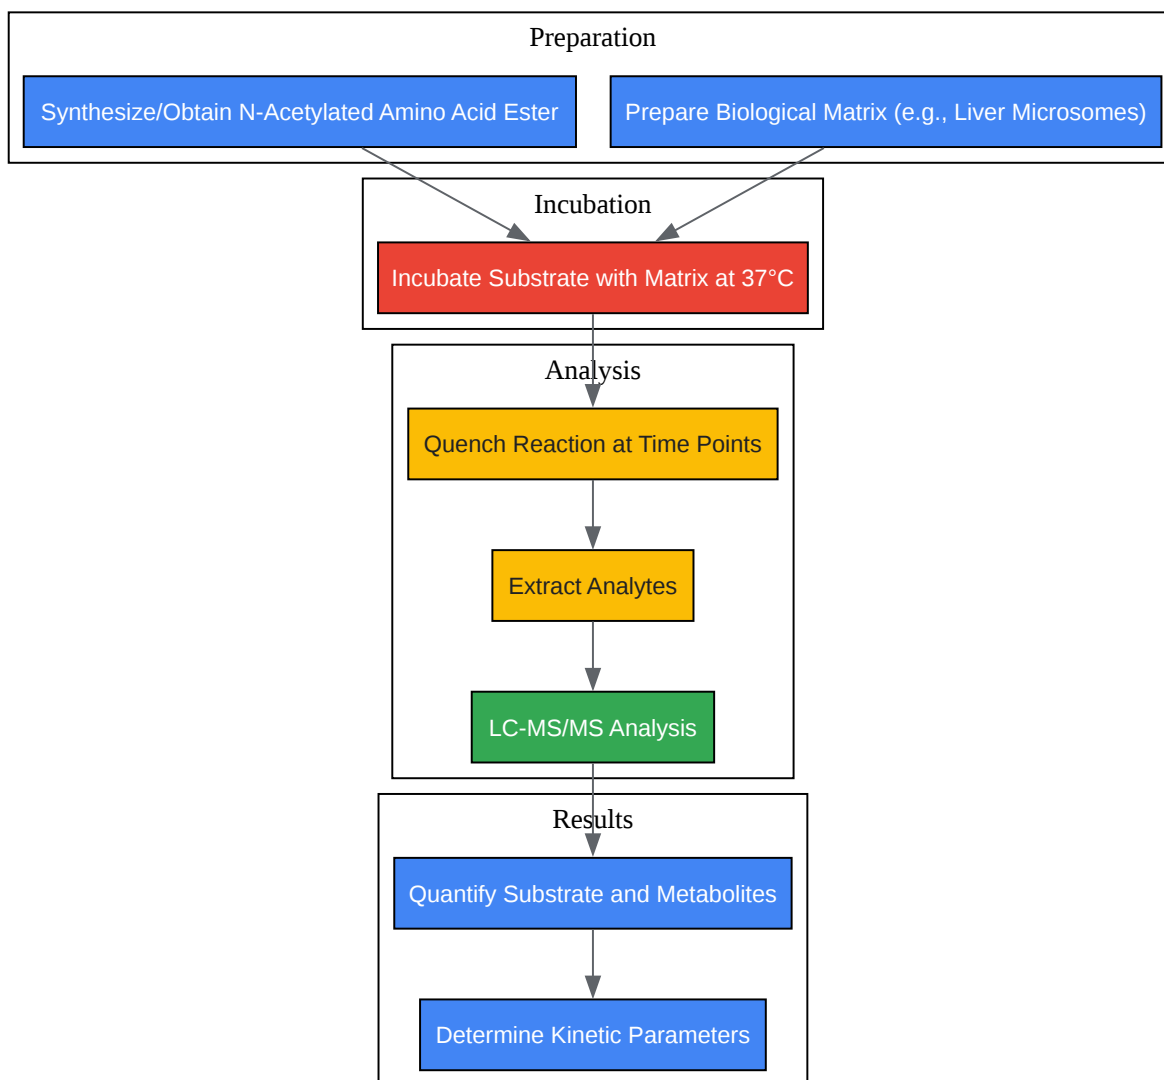 Preparation
Synthesize/Obtain N-Acetylated Amino Acid Ester
Prepare Biological Matrix (e.g., Liver Microsomes)
Incubation
Incubate Substrate with Matrix at 37°C
Analysis
Quench Reaction at Time Points
Extract Analytes
LC-MS/MS Analysis
Results
Quantify Substrate and Metabolites
Determine Kinetic Parameters